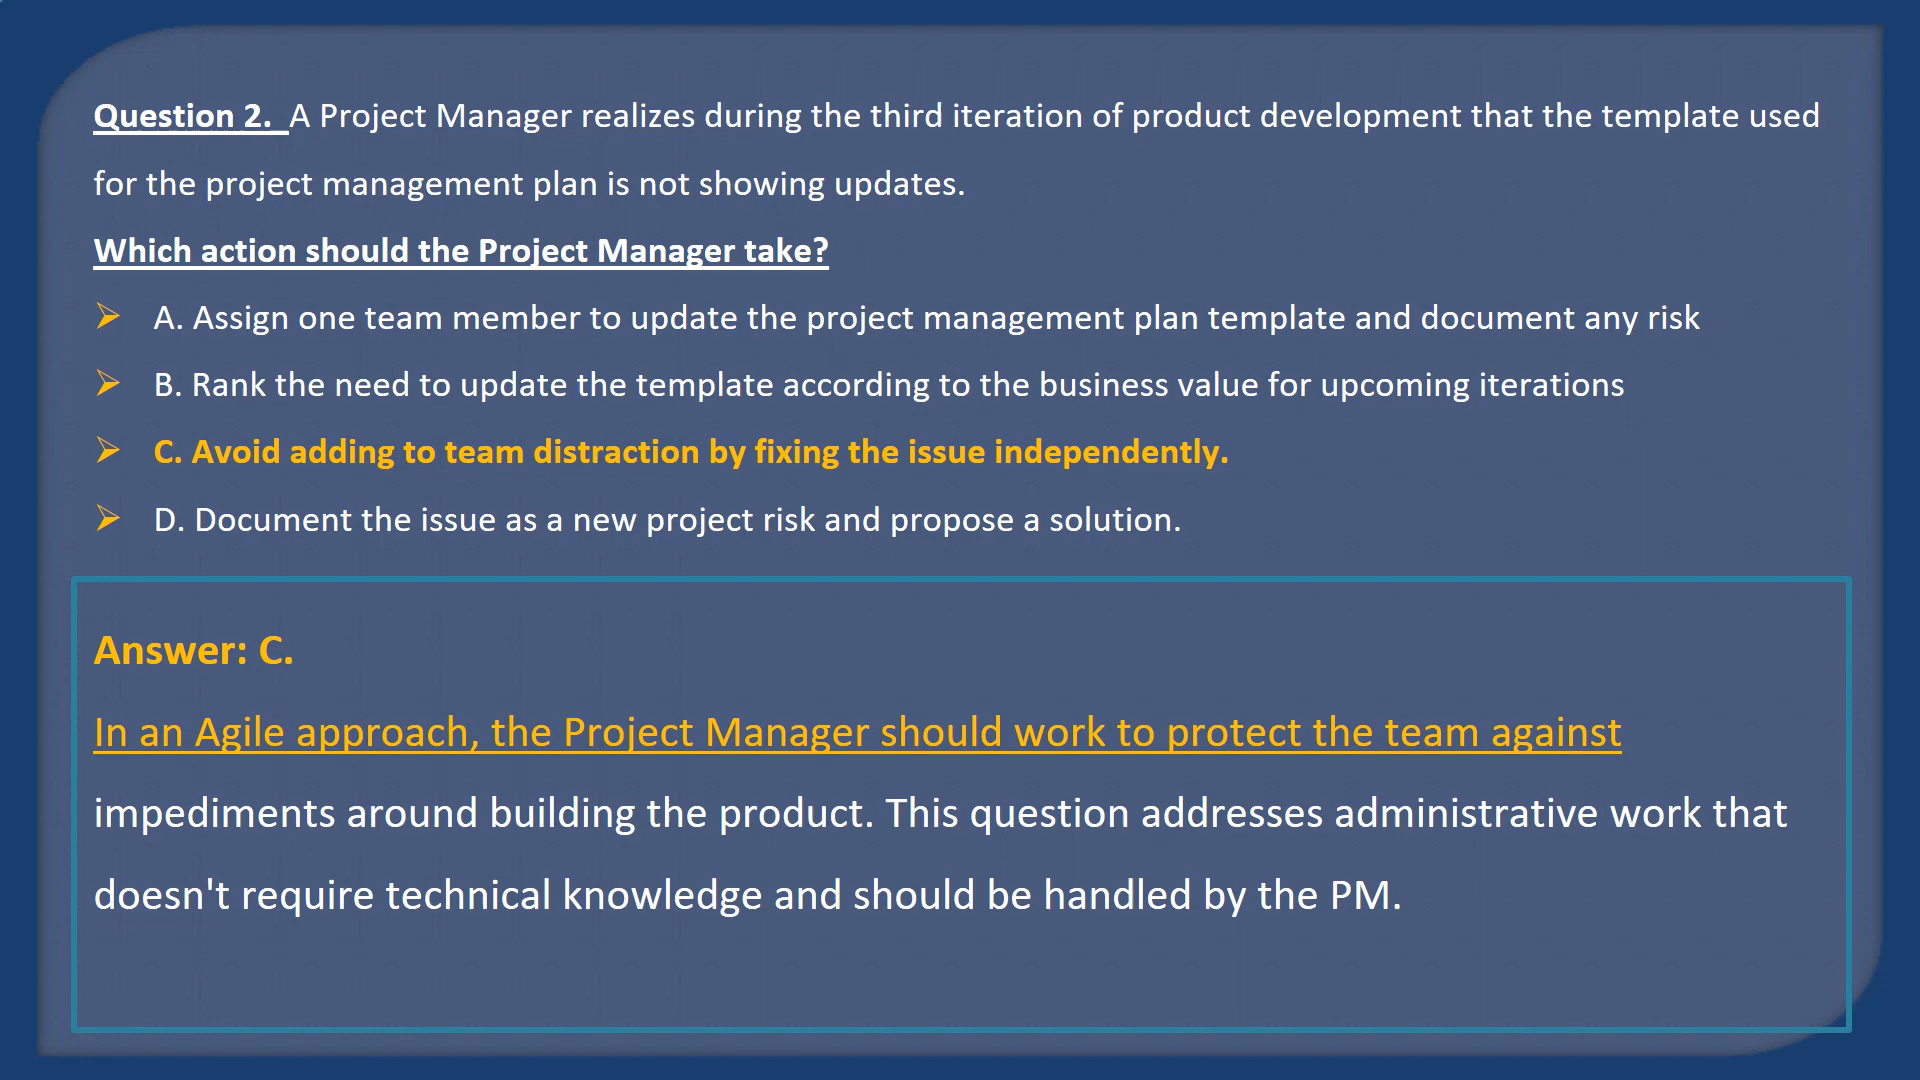 Question 2. A Project Manager realizes during the third iteration of product development that the template used
for the project management plan is not showing updates.
Which action should the Project Manager take?
A. Assign one team member to update the project management plan template and document any risk
B. Rank the need to update the template according to the business value for upcoming iterations
C. Avoid adding to team distraction by fixing the issue independently.
D. Document the issue as a new project risk and propose a solution.
Answer: C.
In an Agile approach, the Project Manager should work to protect the team against
impediments around building the product. This question addresses administrative work that
doesn't require technical knowledge and should be handled by the PM.